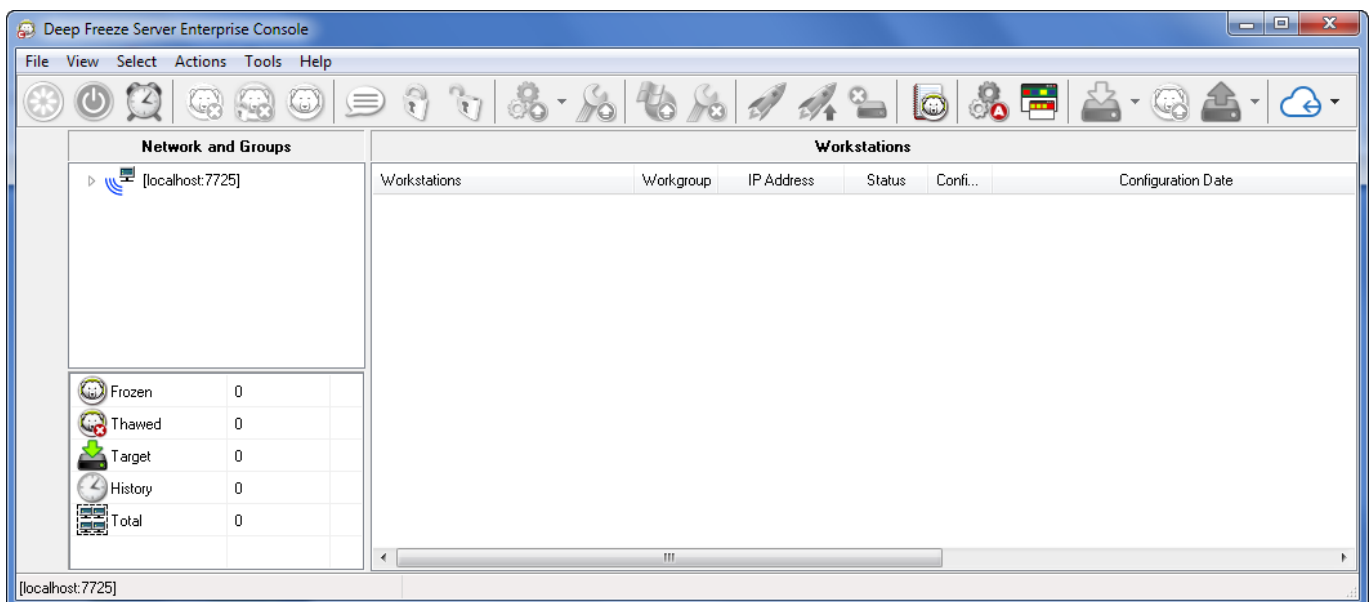 Deep Freeze Server Enterprise Console
File View Select Actions Tools Help
Network and Groups
Workstations
[localhost:7725]
Workstations Workgroup IP Address Status Confi... Configuration Date
Frozen 0
Thawed 0
Target 0
History 0
Total 0
[localhost:7725]